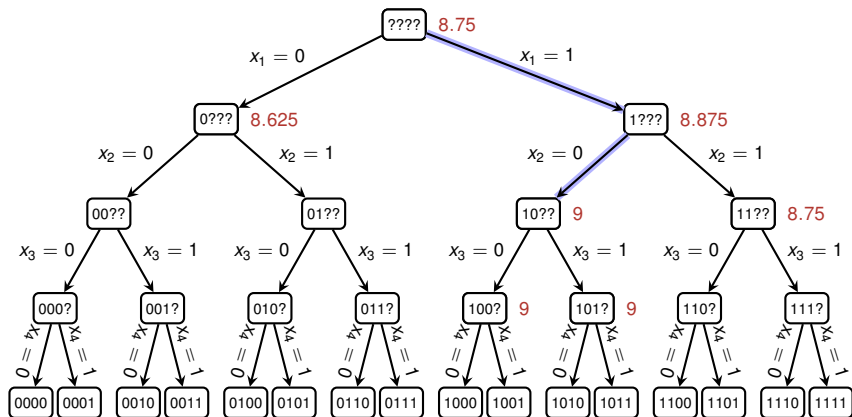 ???? 8.75
x₁ = 0 x₁ = 1
0??? 8.625 1??? 8.875
x₂ = 0 x₂ = 1 x₂ = 0 x₂ = 1
00?? 01?? 10?? 9 11?? 8.75
x₃ = 0 x₃ = 1 x₃ = 0 x₃ = 1 x₃ = 0 x₃ = 1 x₃ = 0 x₃ = 1
000? 001? 010? 011? 100? 9 101? 9 110? 111?
x₄ = 0 x₄ = 1 x₄ = 0 x₄ = 1 x₄ = 0 x₄ = 1 x₄ = 0 x₄ = 1 x₄ = 0 x₄ = 1 x₄ = 0 x₄ = 1 x₄ = 0 x₄ = 1 x₄ = 0 x₄ = 1
0000 0001 0010 0011 0100 0101 0110 0111 1000 1001 1010 1011 1100 1101 1110 1111